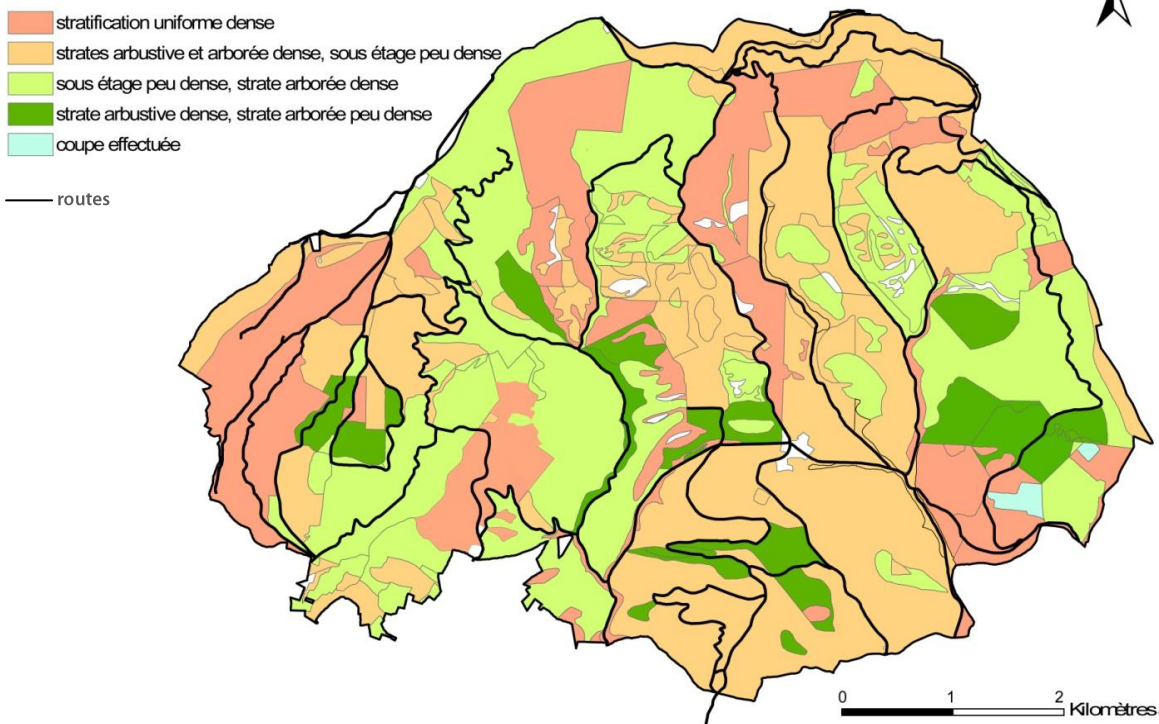 stratification uniforme dense
strates arbustive et arborée dense, sous étage peu dense
sous étage peu dense, strate arborée dense
strate arbustive dense, strate arborée peu dense
coupe effectuée
routes
0 1 2
Kilomètres